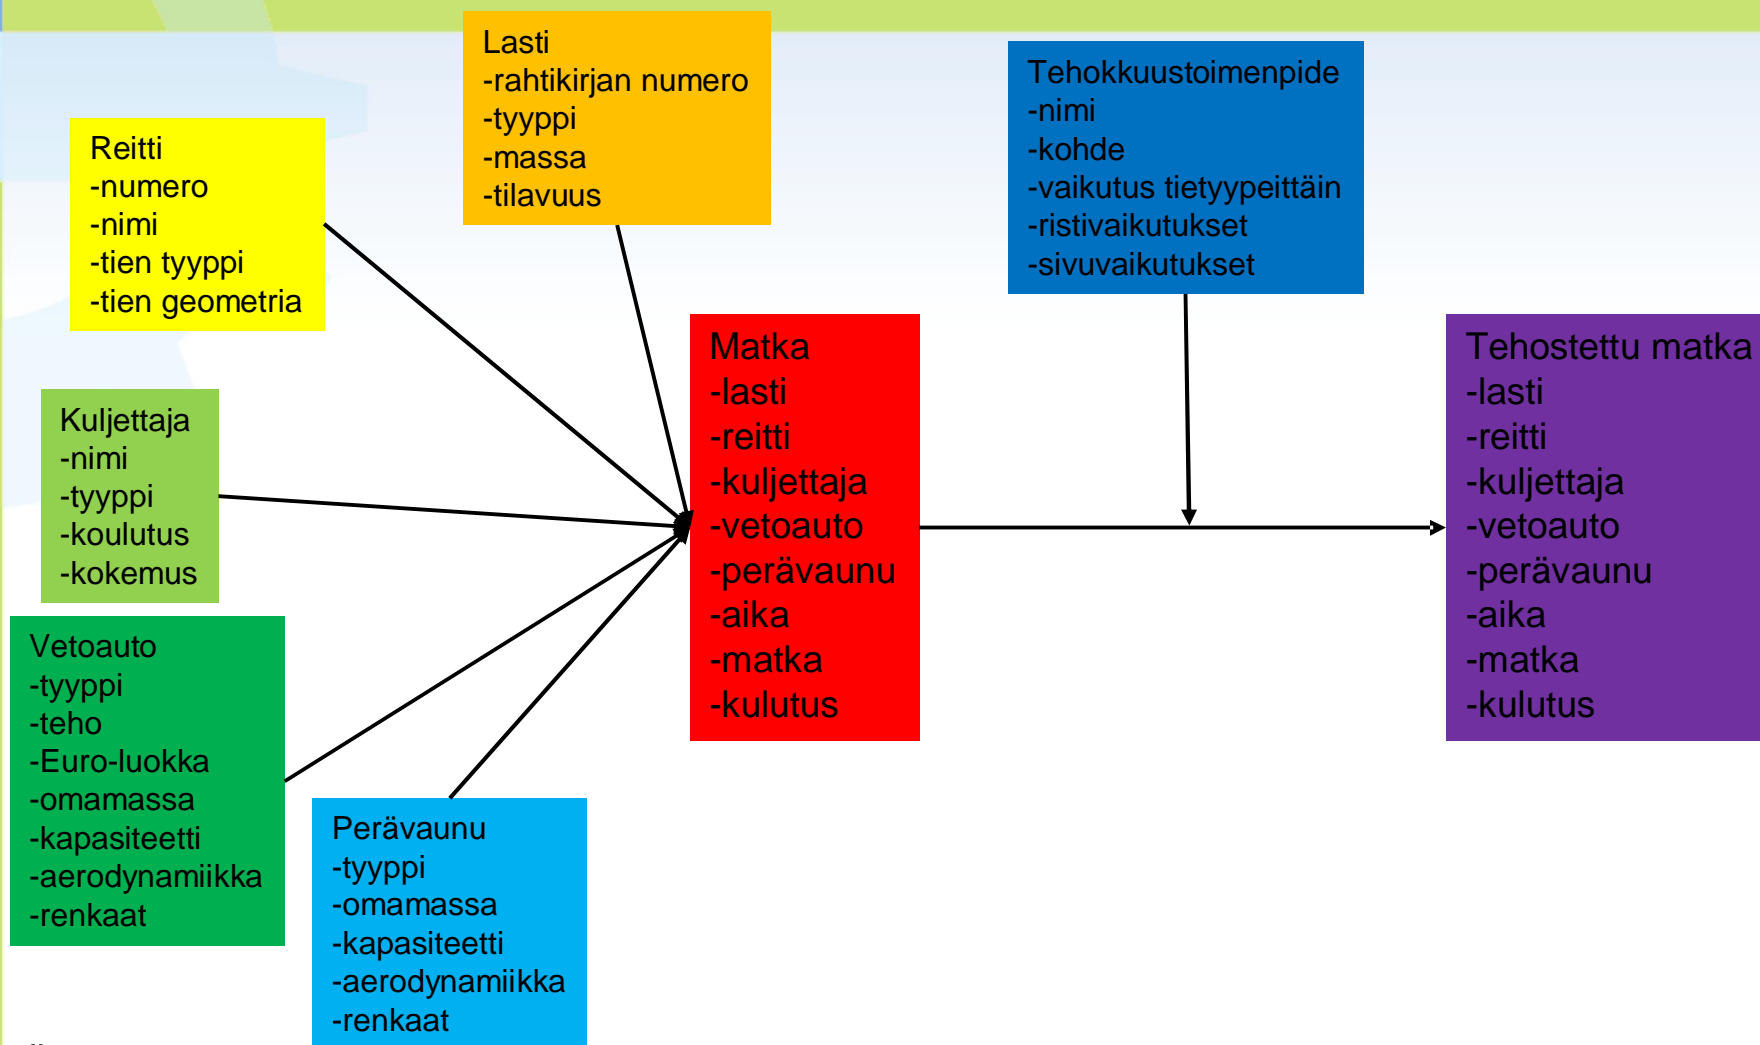 Lasti
-rahtikirjan numero
-tyyppi
-massa
-tilavuus
Tehokkuustoimenpide
-nimi
-kohde
-vaikutus tietyypeittäin
-ristivaikutukset
-sivuvaikutukset
Reitti
-numero
-nimi
-tien tyyppi
-tien geometria
Matka
-lasti
-reitti
-kuljettaja
-vetoauto
-perävaunu
-aika
-matka
-kulutus
Tehostettu matka
-lasti
-reitti
-kuljettaja
-vetoauto
-perävaunu
-aika
-matka
-kulutus
Kuljettaja
-nimi
-tyyppi
-koulutus
-kokemus
Vetoauto
-tyyppi
-teho
-Euro-luokka
-omamassa
-kapasiteetti
-aerodynamiikka
-renkaat
Perävaunu
-tyyppi
-omamassa
-kapasiteetti
-aerodynamiikka
-renkaat